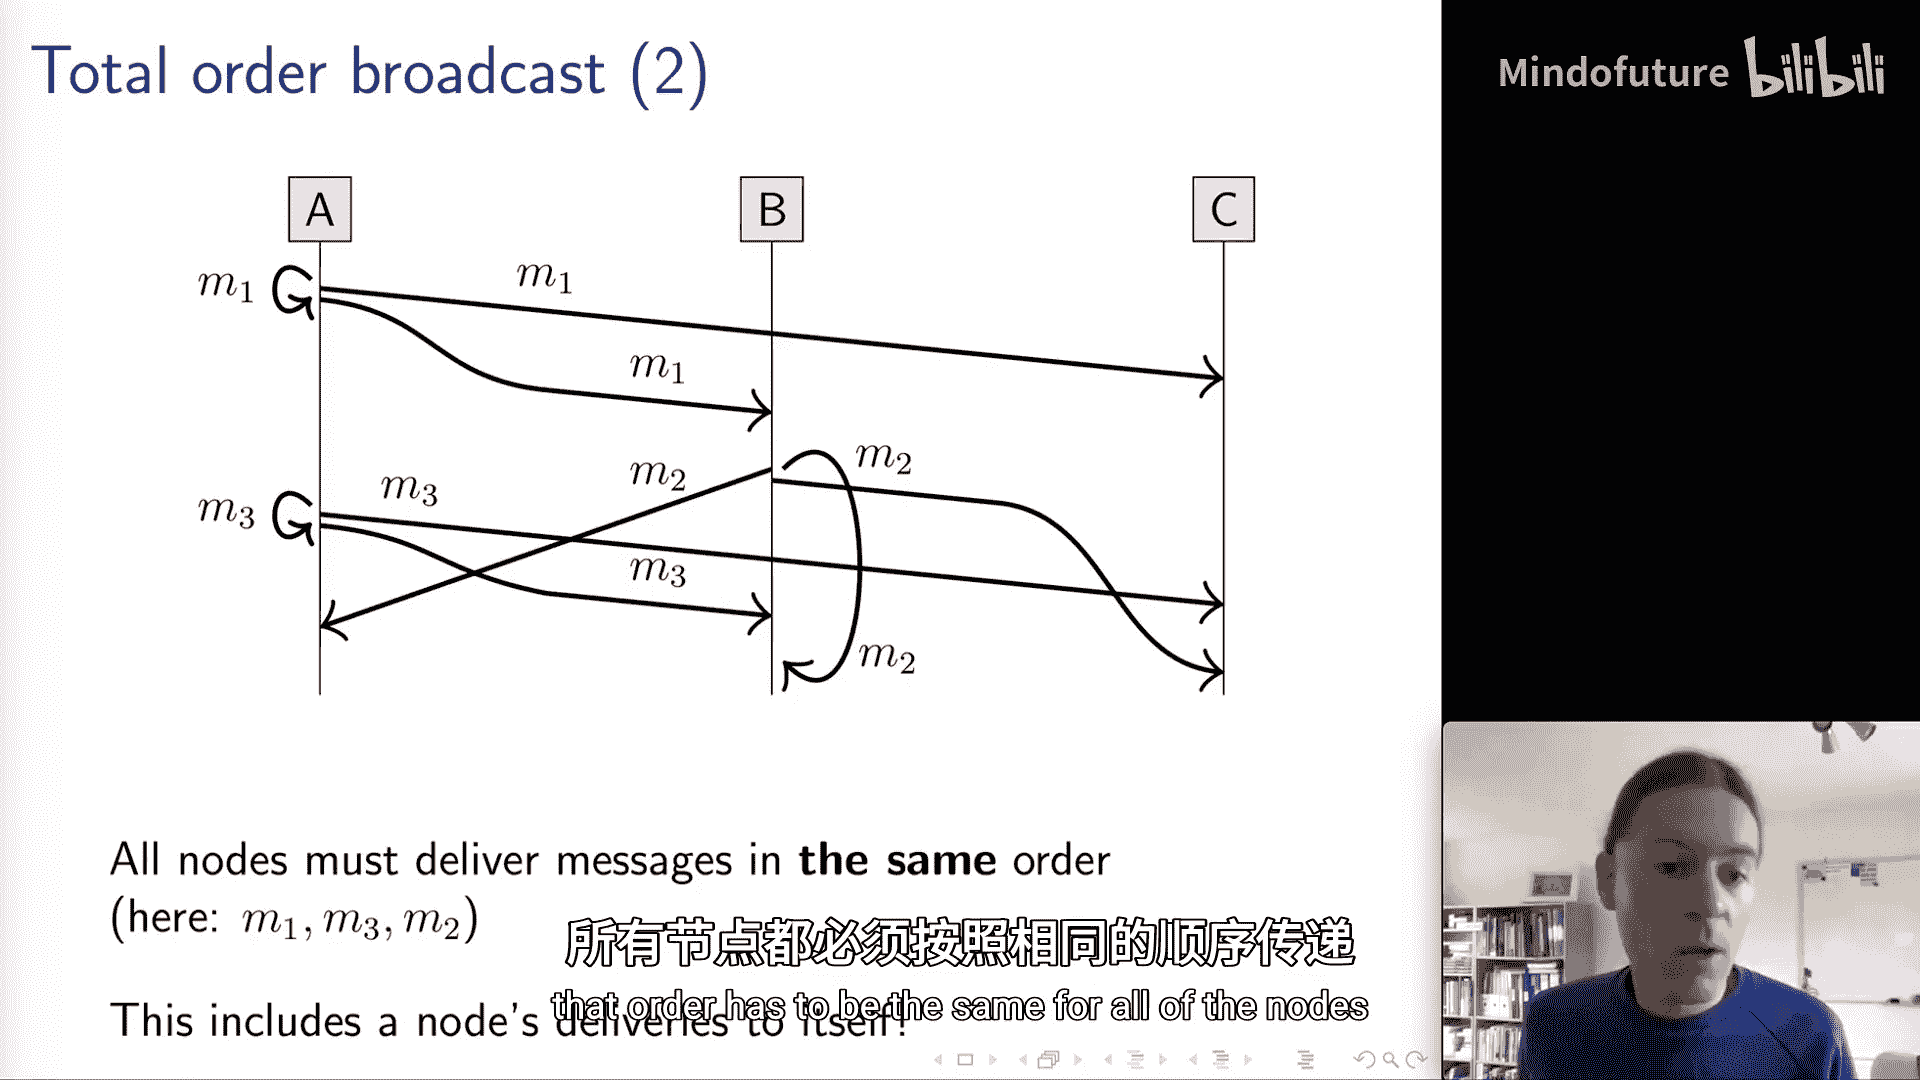 Total order broadcast (2)
Mindofuture bilibili
A B C
m₁
m₁
m₁
m₂
m₂
m₃
m₃
m₃
m₂
All nodes must deliver messages in the same order
(here: m₁, m₃, m₂)
所有节点都必须按照相同的顺序传递
This includes a node's deliveries to itself!
that order has to be the same for all of the nodes